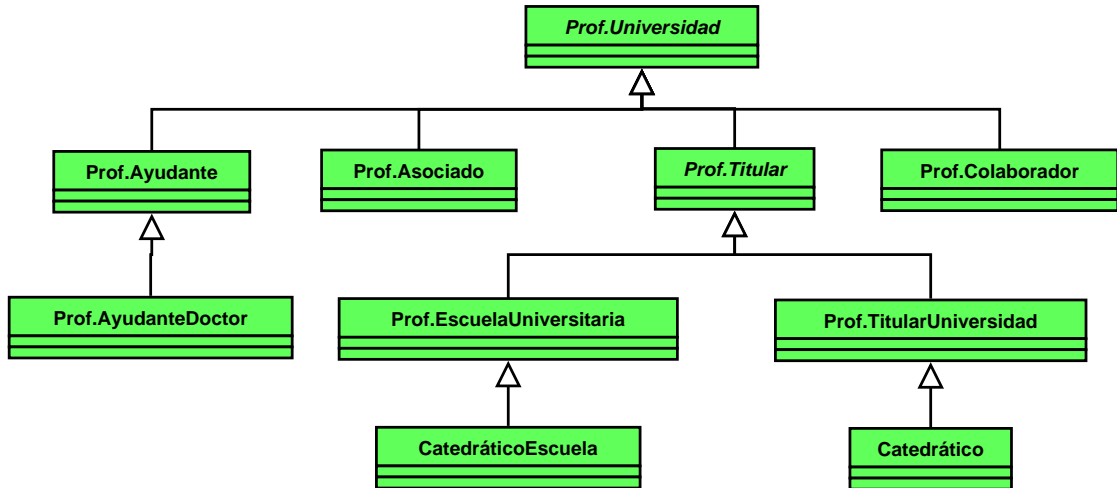 Prof.Universidad
Prof.Ayudante
Prof.Asociado
Prof.Titular
Prof.Colaborador
Prof.AyudanteDoctor
Prof.EscuelaUniversitaria
Prof.TitularUniversidad
CatedráticoEscuela
Catedrático